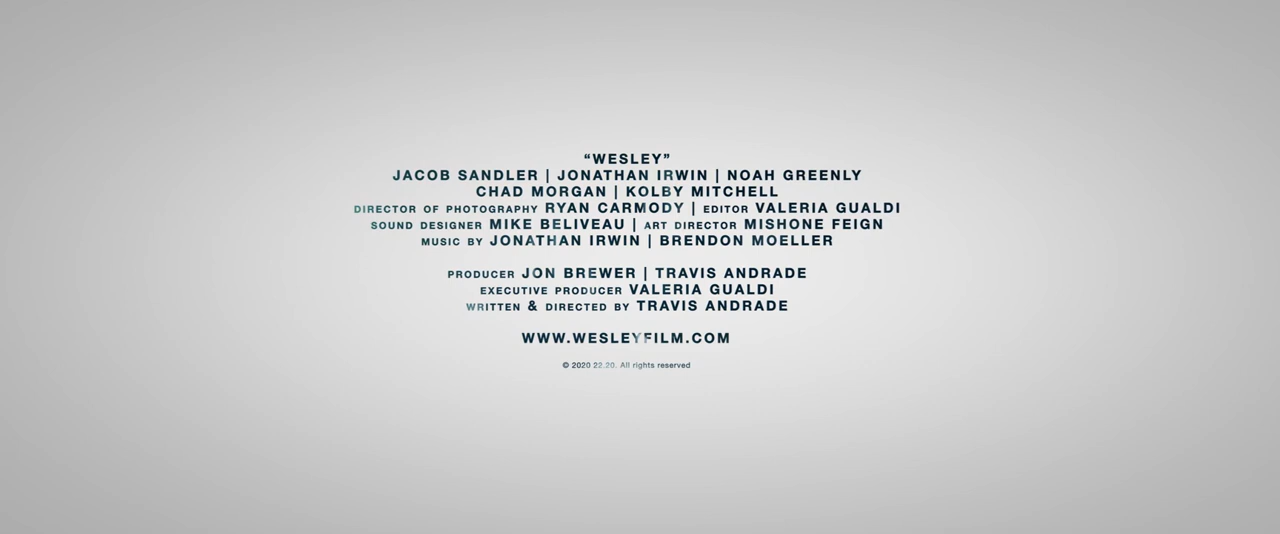 “WESLEY”
JACOB SANDLER | JONATHAN IRWIN | NOAH GREENLY
CHAD MORGAN | KOLBY MITCHELL
DIRECTOR OF PHOTOGRAPHY RYAN CARMODY | EDITOR VALERIA GUALDI
SOUND DESIGNER MIKE BELIVEAU | ART DIRECTOR MISHONE FEIGN
MUSIC BY JONATHAN IRWIN | BRENDON MOELLER
PRODUCER JON BREWER | TRAVIS ANDRADE
EXECUTIVE PRODUCER VALERIA GUALDI
WRITTEN & DIRECTED BY TRAVIS ANDRADE
WWW.WESLEYFILM.COM
© 2020 22.20. All rights reserved